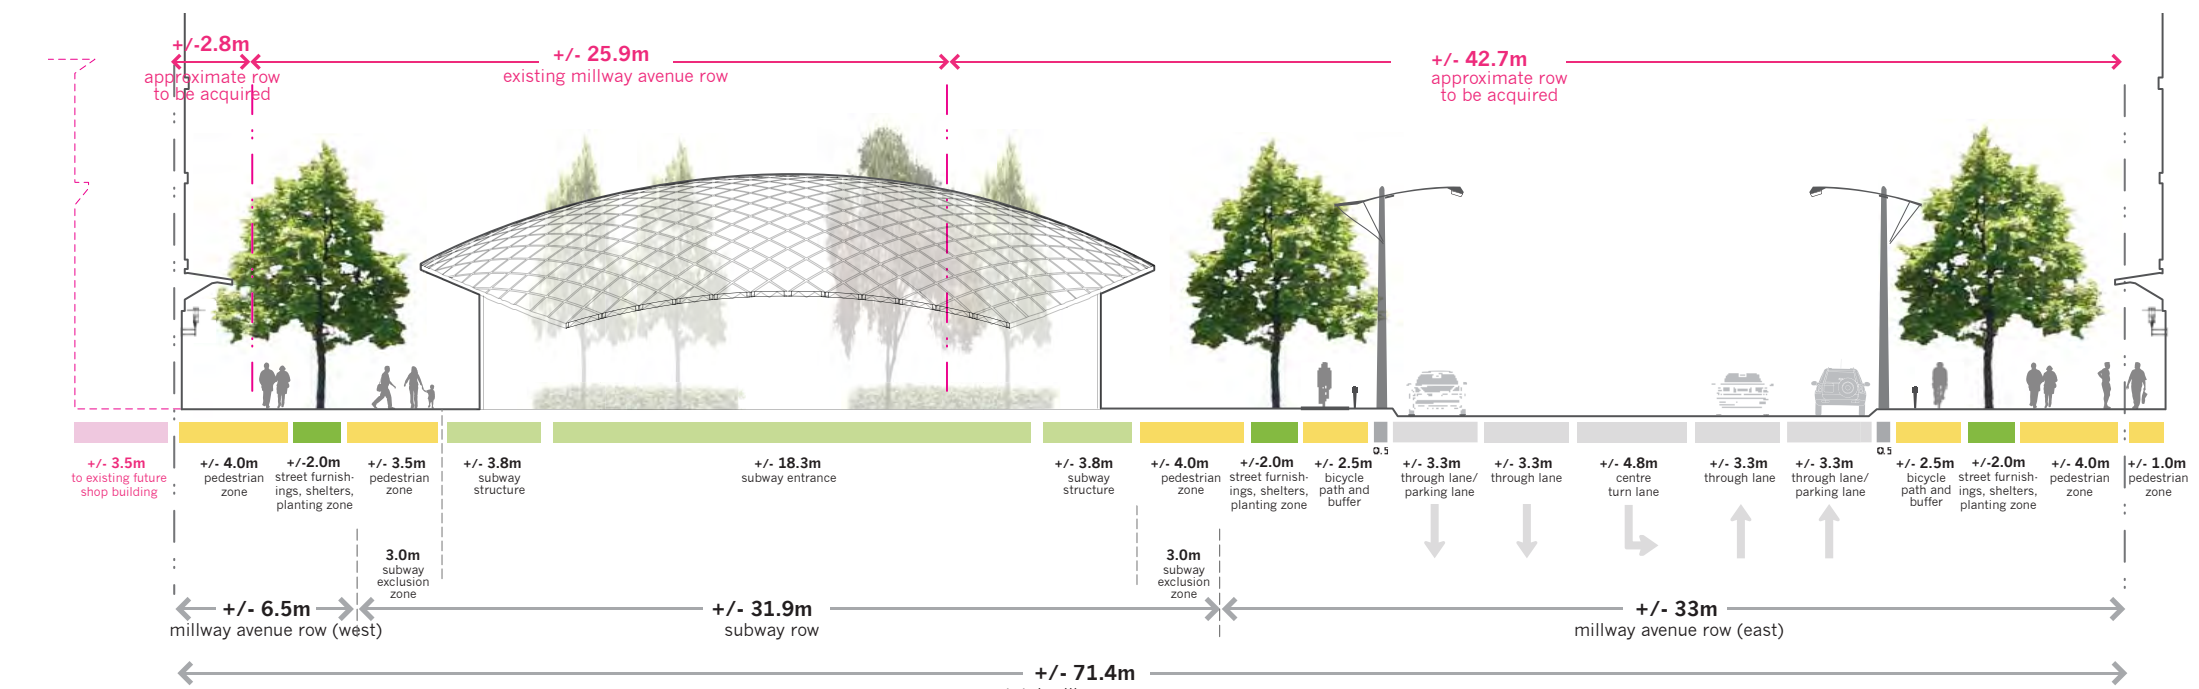 +/-2.8m
approximate row
to be acquired
+/- 25.9m
existing millway avenue row
+/- 42.7m
approximate row
to be acquired
+/- 3.5m
to existing future
shop building
+/- 4.0m
pedestrian
zone
+/-2.0m
street furnish-
ings, shelters,
planting zone
+/- 3.5m
pedestrian
zone
+/- 3.8m
subway
structure
+/- 18.3m
subway entrance
+/- 3.8m
subway
structure
+/- 4.0m
pedestrian
zone
+/-2.0m
street furnish-
ings, shelters,
planting zone
+/- 2.5m
bicycle
path and
buffer
0.5
+/- 3.3m
through lane/
parking lane
+/- 3.3m
through lane
+/- 4.8m
centre
turn lane
+/- 3.3m
through lane
+/- 3.3m
through lane/
parking lane
0.5
+/- 2.5m
bicycle
path and
buffer
+/-2.0m
street furnish-
ings, shelters,
planting zone
+/- 4.0m
pedestrian
zone
+/- 1.0m
pedestrian
zone
3.0m
subway
exclusion
zone
3.0m
subway
exclusion
zone
+/- 6.5m
millway avenue row (west)
+/- 31.9m
subway row
+/- 33m
millway avenue row (east)
+/- 71.4m